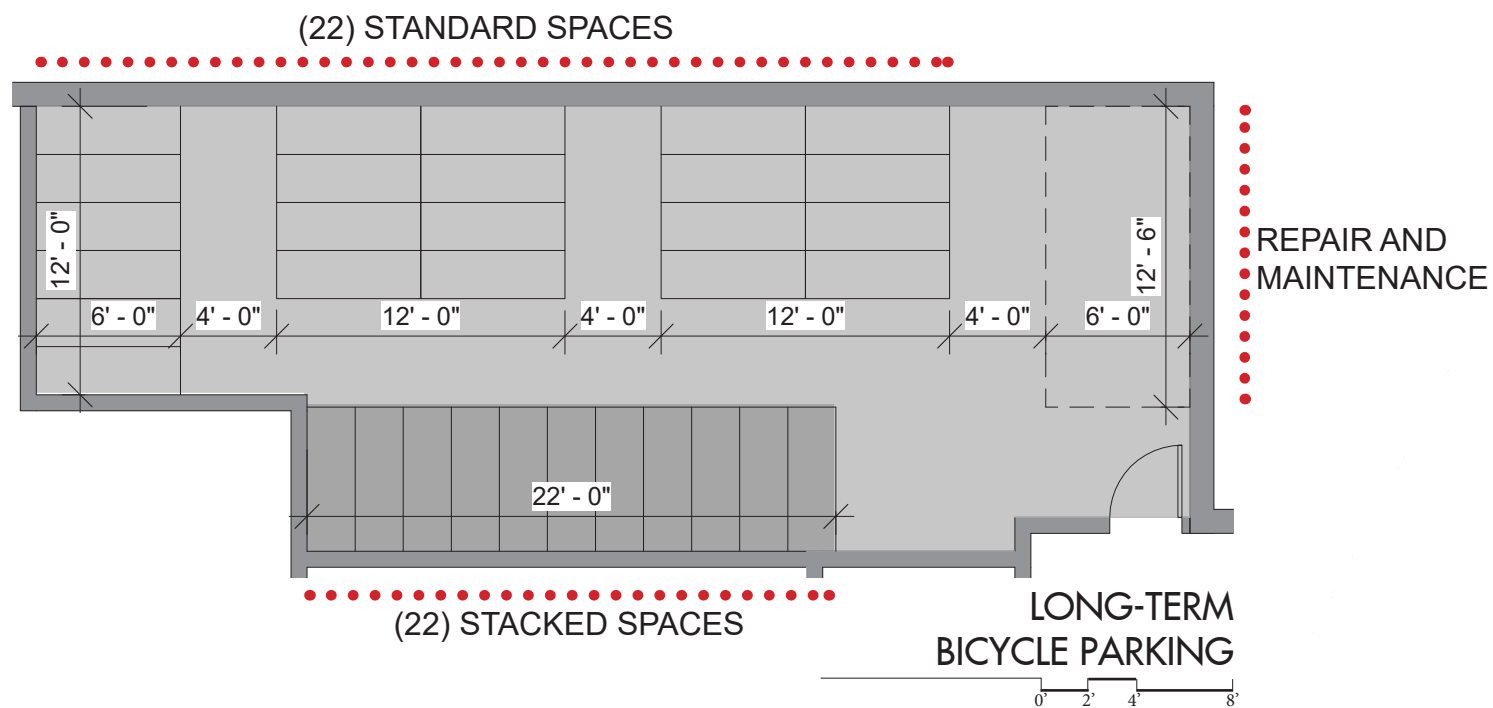 (22) STANDARD SPACES
12' - 0"
12' - 6"
REPAIR AND
MAINTENANCE
6' - 0"
4' - 0"
12' - 0"
4' - 0"
12' - 0"
4' - 0"
6' - 0"
22' - 0"
(22) STACKED SPACES
LONG-TERM
BICYCLE PARKING
0' 2' 4' 8'